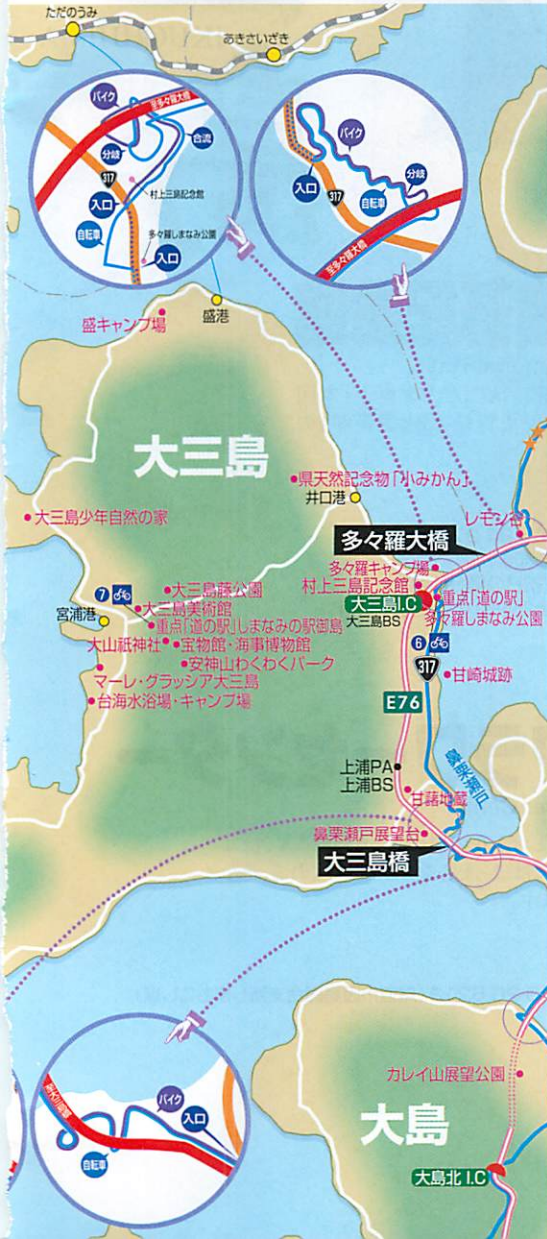 ただのうみ
あきさいざき
バイク
至多々羅大橋
合流
分岐
317
入口
村上三島記念館
自転車
多々羅しまなみ公園
入口
バイク
分岐
入口
317
自転車
至多々羅大橋
盛港
盛キャンプ場
大三島
県天然記念物「小みかん」
井口港
大三島少年自然の家
レモン谷
多々羅大橋
多々羅キャンプ場
村上三島記念館
大三島I.C
大三島BS
重点「道の駅」
多々羅しまなみ公園
7
大三島藤公園
宮浦港
大三島美術館
重点「道の駅」しまなみの駅御島
大山祇神社
宝物館・海事博物館
安神山わくわくパーク
マーレ・グラッシア大三島
台海水浴場・キャンプ場
6
317
甘崎城跡
E76
上浦PA
上浦BS
甘藷地蔵
鼻栗瀬戸
鼻栗瀬戸展望台
大三島橋
バイク
入口
自転車
カレイ山展望公園
大島
大島北 I.C